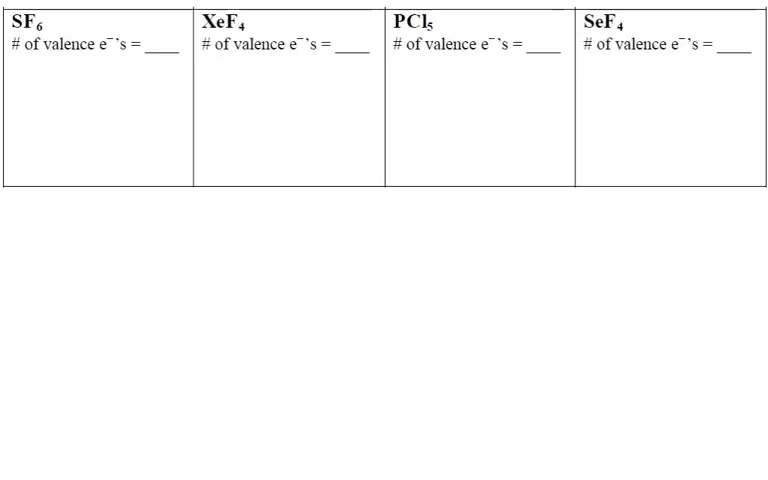 SF₆ XeF₄ PCl₅ SeF₄
# of valence e⁻'s = ____ # of valence e⁻'s = ____ # of valence e⁻'s = ____ # of valence e⁻'s = ____